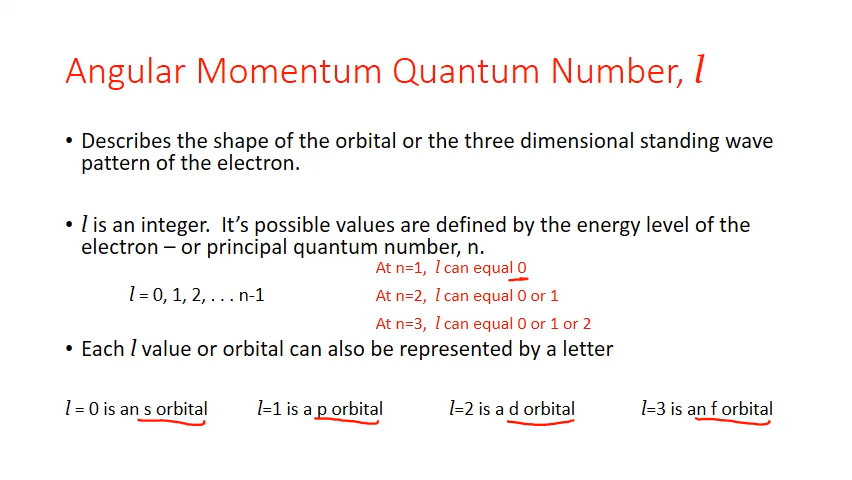 Angular Momentum Quantum Number, l
• Describes the shape of the orbital or the three dimensional standing wave
pattern of the electron.
• l is an integer.  It’s possible values are defined by the energy level of the
electron – or principal quantum number, n.
At n=1,  l can equal 0
l = 0, 1, 2, . . . n-1
At n=2,  l can equal 0 or 1
At n=3,  l can equal 0 or 1 or 2
• Each l value or orbital can also be represented by a letter
l = 0 is an s orbital
l=1 is a p orbital
l=2 is a d orbital
l=3 is an f orbital